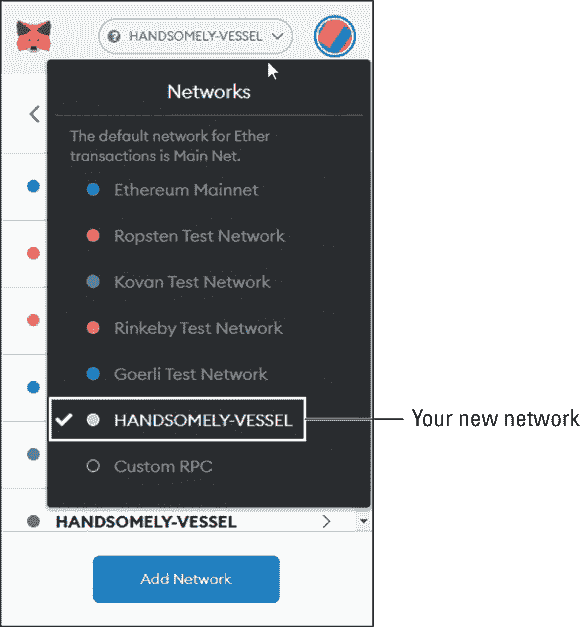 HANDSOMELY-VESSEL
Networks
The default network for Ether
transactions is Main Net.
Ethereum Mainnet
Ropsten Test Network
Kovan Test Network
Rinkeby Test Network
Goerli Test Network
HANDSOMELY-VESSEL
Your new network
Custom RPC
HANDSOMELY-VESSEL
Add Network